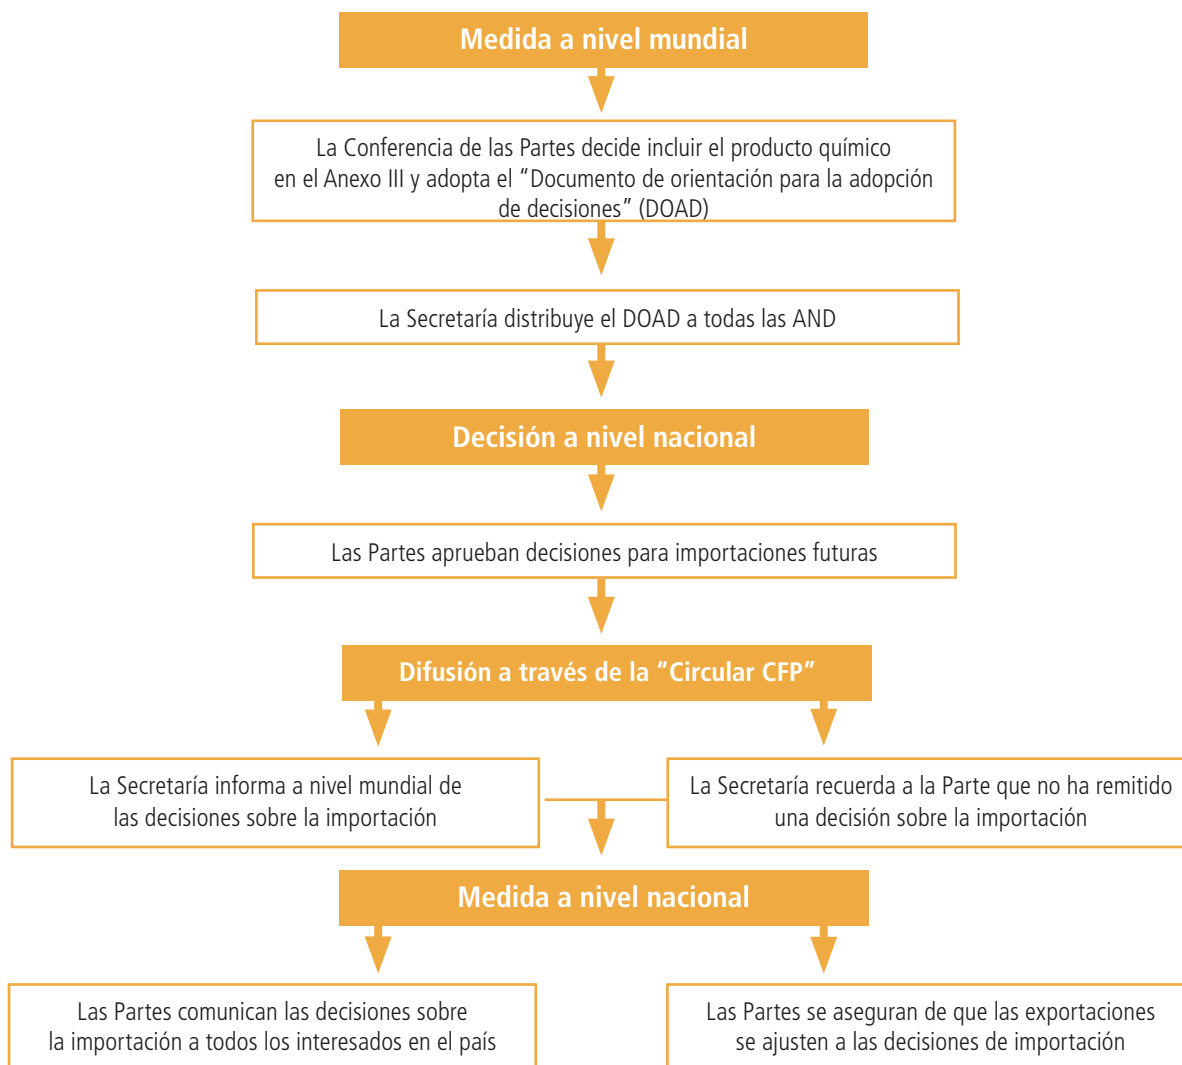 Medida a nivel mundial
La Conferencia de las Partes decide incluir el producto químico
en el Anexo III y adopta el “Documento de orientación para la adopción
de decisiones” (DOAD)
La Secretaría distribuye el DOAD a todas las AND
Decisión a nivel nacional
Las Partes aprueban decisiones para importaciones futuras
Difusión a través de la “Circular CFP”
La Secretaría informa a nivel mundial de
las decisiones sobre la importación
La Secretaría recuerda a la Parte que no ha remitido
una decisión sobre la importación
Medida a nivel nacional
Las Partes comunican las decisiones sobre
la importación a todos los interesados en el país
Las Partes se aseguran de que las exportaciones
se ajusten a las decisiones de importación